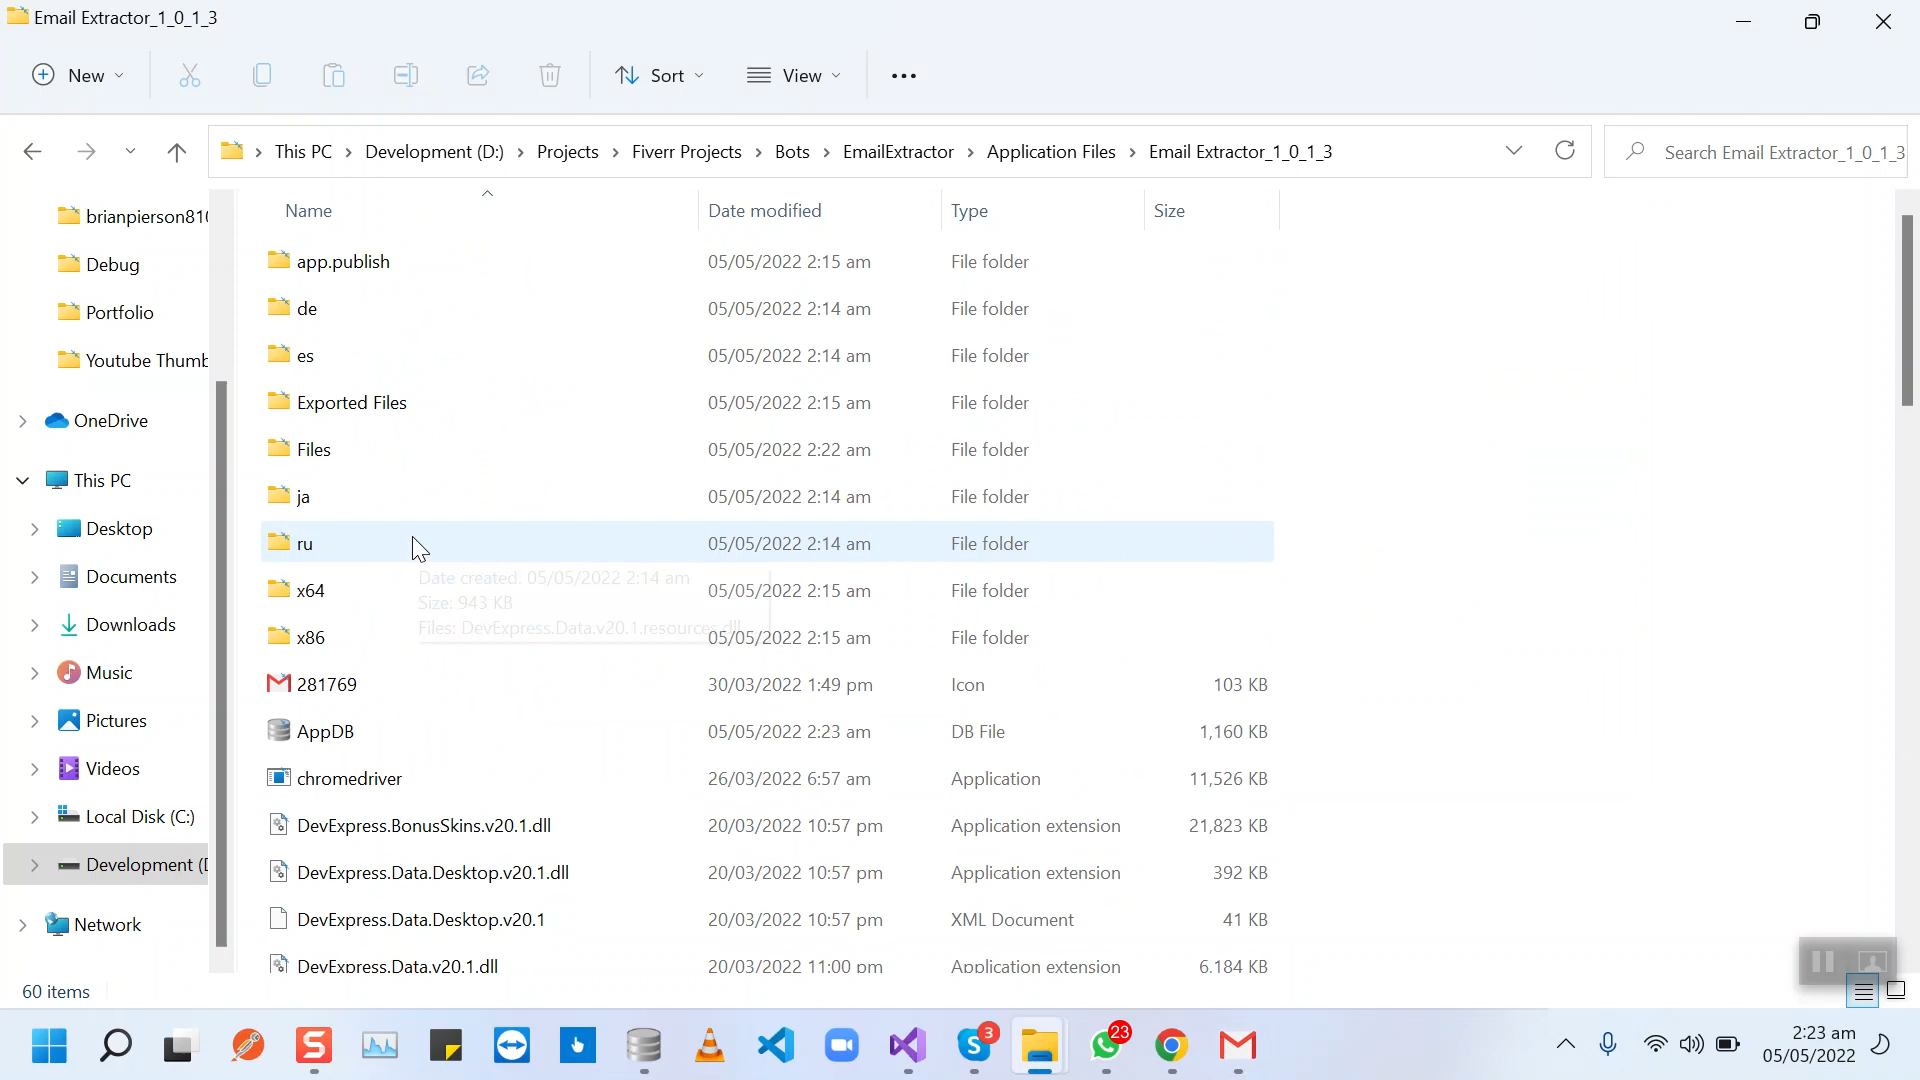 Email Extractor_1_0_1_3
New
Sort
View
This PC
Development (D:)
Projects
Fiverr Projects
Bots
EmailExtractor
Application Files
Email Extractor_1_0_1_3
Search Email Extractor_1_0_1_3
Name Date modified Type Size
brianpierson810
Debug
Portfolio
Youtube Thumb
OneDrive
This PC
Desktop
Documents
Downloads
Music
Pictures
Videos
Local Disk (C:)
Development (D
Network
app.publish 05/05/2022 2:15 am File folder
de 05/05/2022 2:14 am File folder
es 05/05/2022 2:14 am File folder
Exported Files 05/05/2022 2:15 am File folder
Files 05/05/2022 2:22 am File folder
ja 05/05/2022 2:14 am File folder
ru 05/05/2022 2:14 am File folder
Date created: 05/05/2022 2:14 am
Size: 943 KB
Files: DevExpress.Data.v20.1.resources.dll
x64 05/05/2022 2:15 am File folder
x86 05/05/2022 2:15 am File folder
281769 30/03/2022 1:49 pm Icon 103 KB
AppDB 05/05/2022 2:23 am DB File 1,160 KB
chromedriver 26/03/2022 6:57 am Application 11,526 KB
DevExpress.BonusSkins.v20.1.dll 20/03/2022 10:57 pm Application extension 21,823 KB
DevExpress.Data.Desktop.v20.1.dll 20/03/2022 10:57 pm Application extension 392 KB
DevExpress.Data.Desktop.v20.1 20/03/2022 10:57 pm XML Document 41 KB
DevExpress.Data.v20.1.dll 20/03/2022 11:00 pm Application extension 6,184 KB
60 items
3
23
2:23 am
05/05/2022